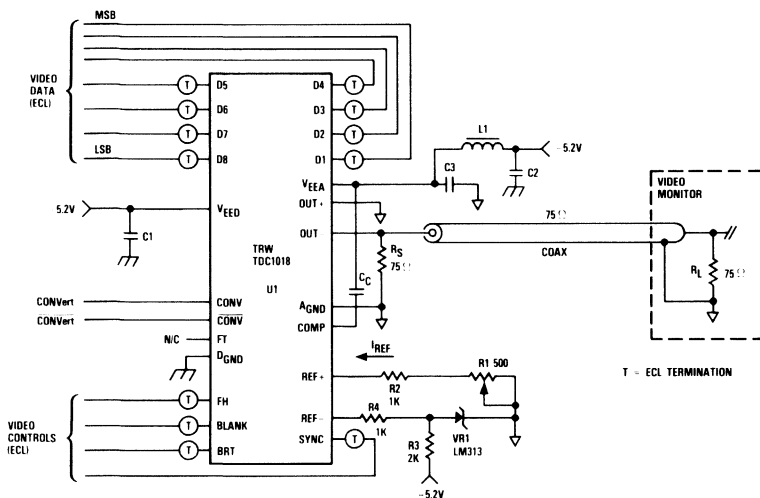 MSB
VIDEO
DATA
(ECL)
LSB
T D5
T D6
T D7
T D8
D4 T
D3 T
D2 T
D1 T
L1
-5.2V
C3
C2
5.2V
VEED
C1
VEEA
OUT+
OUT
RS
75 Ω
CC
AGND
COMP
TRW
TDC1018
U1
75 Ω
COAX
VIDEO
MONITOR
RL
75 Ω
CONVert
CONV
CONVert
CONV
N/C
FT
DGND
IREF
REF+
R2
1K
R1 500
T = ECL TERMINATION
REF-
R4
1K
VR1
LM313
R3
2K
-5.2V
SYNC
T
VIDEO
CONTROLS
(ECL)
T FH
T BLANK
T BRT